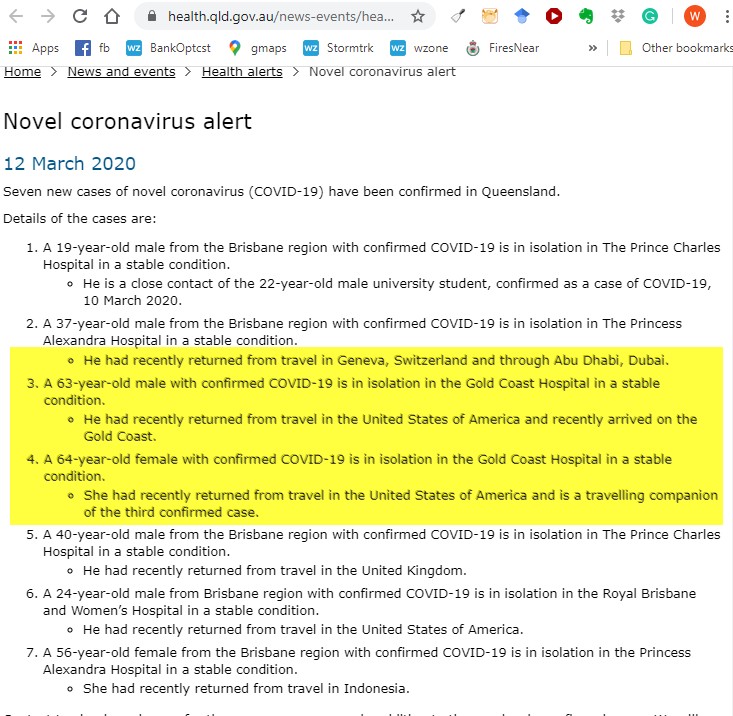 health.qld.gov.au/news-events/hea...
W
Apps
f fb
wz BankOptcst
gmaps
wz Stormtrk
wz wzone
FiresNear
»
Other bookmarks
Home > News and events > Health alerts > Novel coronavirus alert
Novel coronavirus alert
12 March 2020
Seven new cases of novel coronavirus (COVID-19) have been confirmed in Queensland.
Details of the cases are:
1. A 19-year-old male from the Brisbane region with confirmed COVID-19 is in isolation in The Prince Charles
Hospital in a stable condition.
He is a close contact of the 22-year-old male university student, confirmed as a case of COVID-19,
10 March 2020.
2. A 37-year-old male from the Brisbane region with confirmed COVID-19 is in isolation in the Princess
Alexandra Hospital in a stable condition.
He had recently returned from travel in Geneva, Switzerland and through Abu Dhabi, Dubai.
3. A 63-year-old male with confirmed COVID-19 is in isolation in the Gold Coast Hospital in a stable
condition.
He had recently returned from travel in the United States of America and recently arrived on the
Gold Coast.
4. A 64-year-old female with confirmed COVID-19 is in isolation in the Gold Coast Hospital in a stable
condition.
She had recently returned from travel in the United States of America and is a travelling companion
of the third confirmed case.
5. A 40-year-old male from the Brisbane region with confirmed COVID-19 is in isolation in The Prince Charles
Hospital in a stable condition.
He had recently returned from travel in the United Kingdom.
6. A 24-year-old male from Brisbane region with confirmed COVID-19 is in isolation in the Royal Brisbane
and Women's Hospital in a stable condition.
He had recently returned from travel in the United States of America.
7. A 56-year-old female from the Brisbane region with confirmed COVID-19 is in isolation in the Princess
Alexandra Hospital in a stable condition.
She had recently returned from travel in Indonesia.